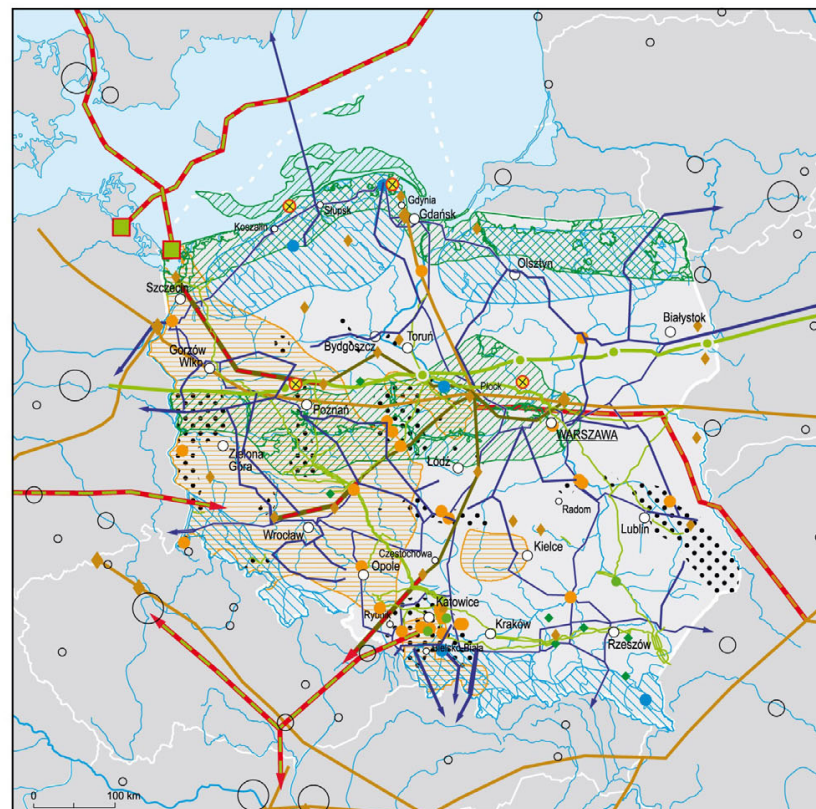 Gdynia
Gdańsk
Słupsk
Koszalin
Olsztyn
Szczecin
Białystok
Toruń
Bydgoszcz
Gorzów
Wlkp.
Płock
Poznań
WARSZAWA
Zielona
Góra
Łódź
Radom
Lublin
Wrocław
Częstochowa
Kielce
Opole
Katowice
Rybnik
Kraków
Rzeszów
Bielsko-Biała
0 100 km